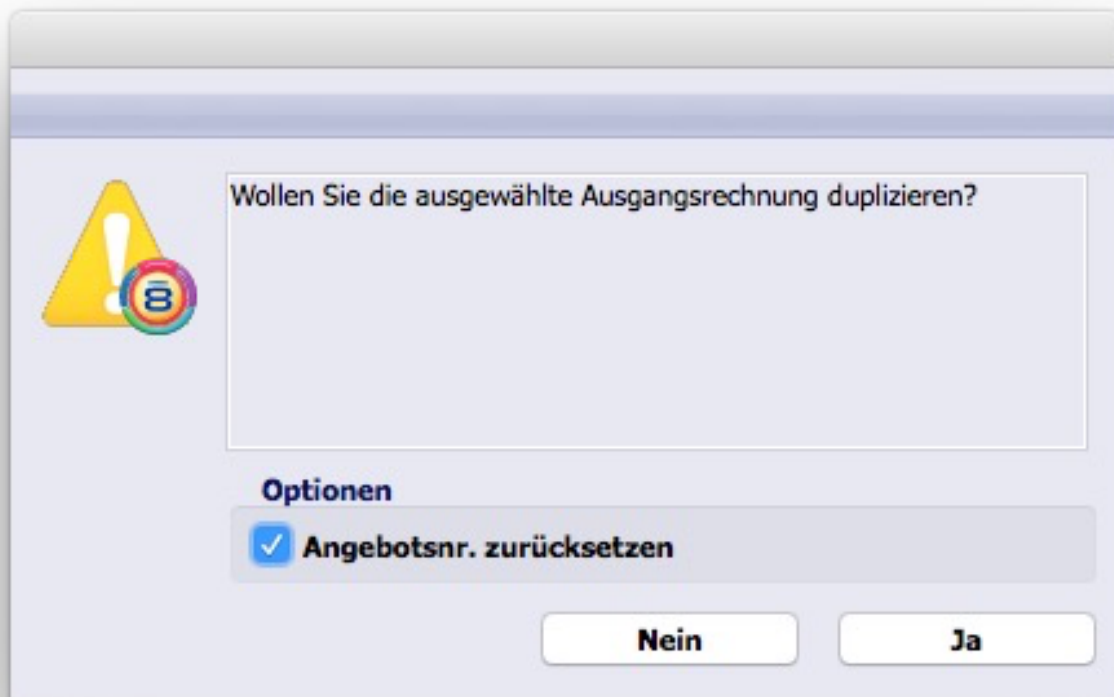 Wollen Sie die ausgewählte Ausgangsrechnung duplizieren?
Optionen
Angebotsnr. zurücksetzen
Nein
Ja